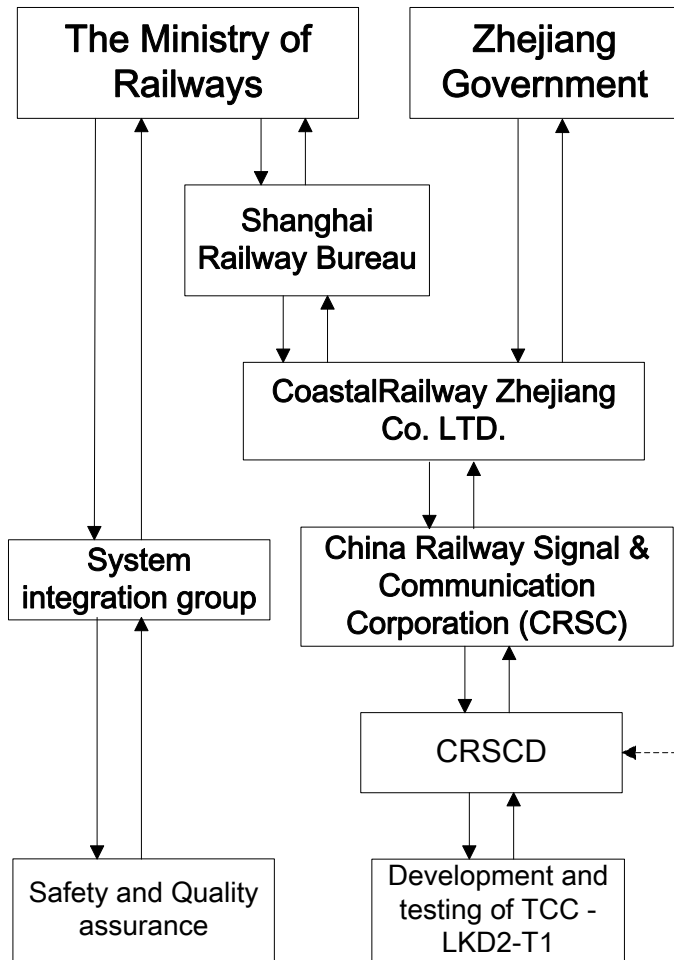 The Ministry of
Railways
Zhejiang
Government
Shanghai
Railway Bureau
CoastalRailway Zhejiang
Co. LTD.
System
integration group
China Railway Signal &
Communication
Corporation (CRSC)
CRSCD
Safety and Quality
assurance
Development and
testing of TCC -
LKD2-T1